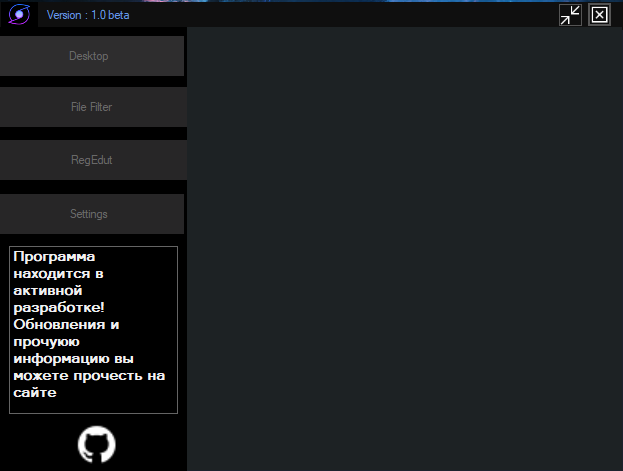 Version : 1.0 beta
Desktop
File Filter
RegEdut
Settings
Программа
находится в
активной
разработке!
Обновления и
прочуюю
информацию вы
можете прочесть на
сайте